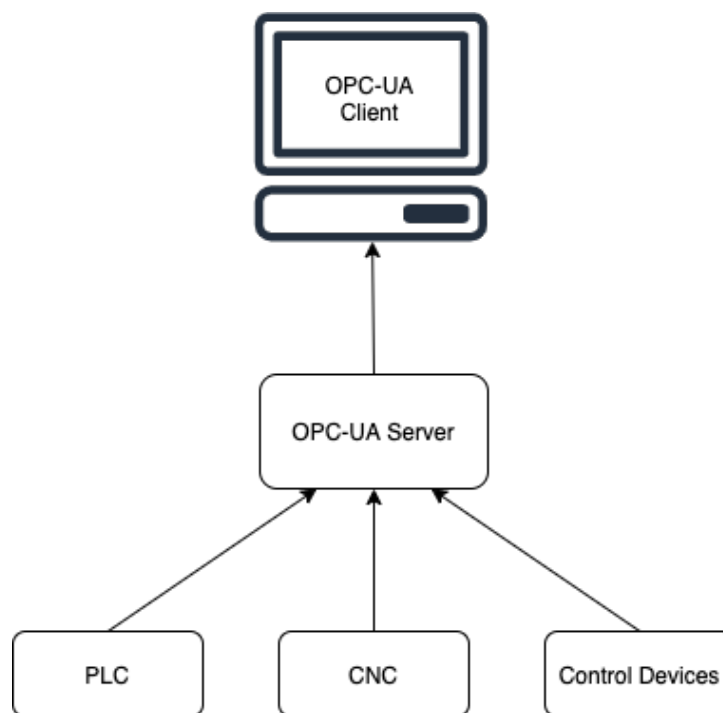 OPC-UA
Client
OPC-UA Server
PLC
CNC
Control Devices